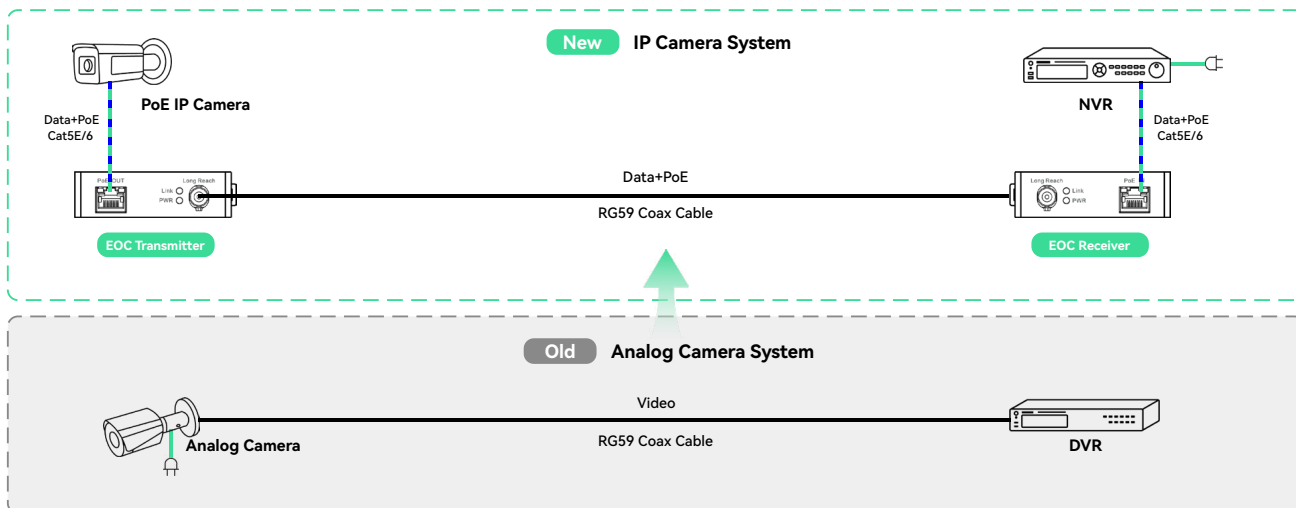 New IP Camera System
PoE IP Camera
NVR
Data+PoE
Cat5E/6
Data+PoE
Cat5E/6
PoE OUT
Link
PWR
Long Reach
Data+PoE
RG59 Coax Cable
Long Reach
Link
PWR
PoE
EOC Transmitter
EOC Receiver
Old Analog Camera System
Video
Analog Camera
RG59 Coax Cable
DVR